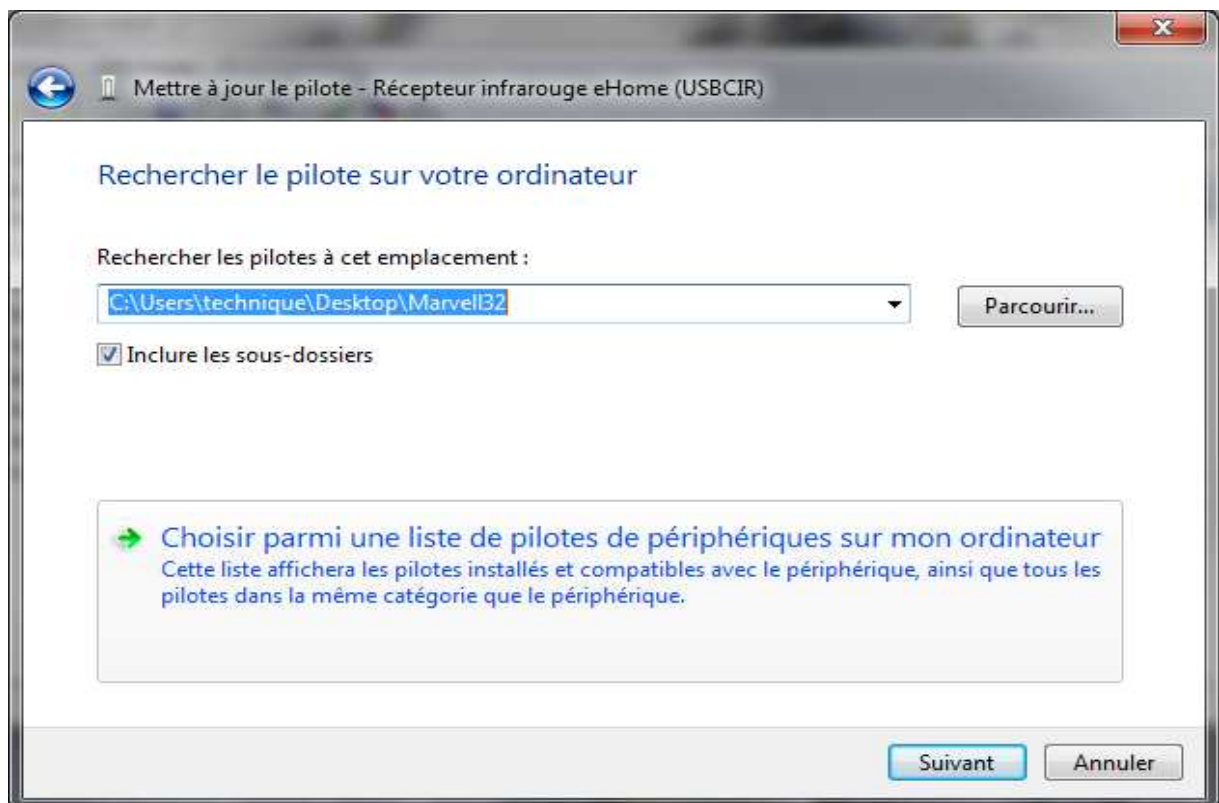 Mettre à jour le pilote - Récepteur infrarouge eHome (USBCIR)
Rechercher le pilote sur votre ordinateur
Rechercher les pilotes à cet emplacement :
C:\Users\technique\Desktop\Marvell32
Parcourir...
Inclure les sous-dossiers
Choisir parmi une liste de pilotes de périphériques sur mon ordinateur
Cette liste affichera les pilotes installés et compatibles avec le périphérique, ainsi que tous les
pilotes dans la même catégorie que le périphérique.
Suivant
Annuler